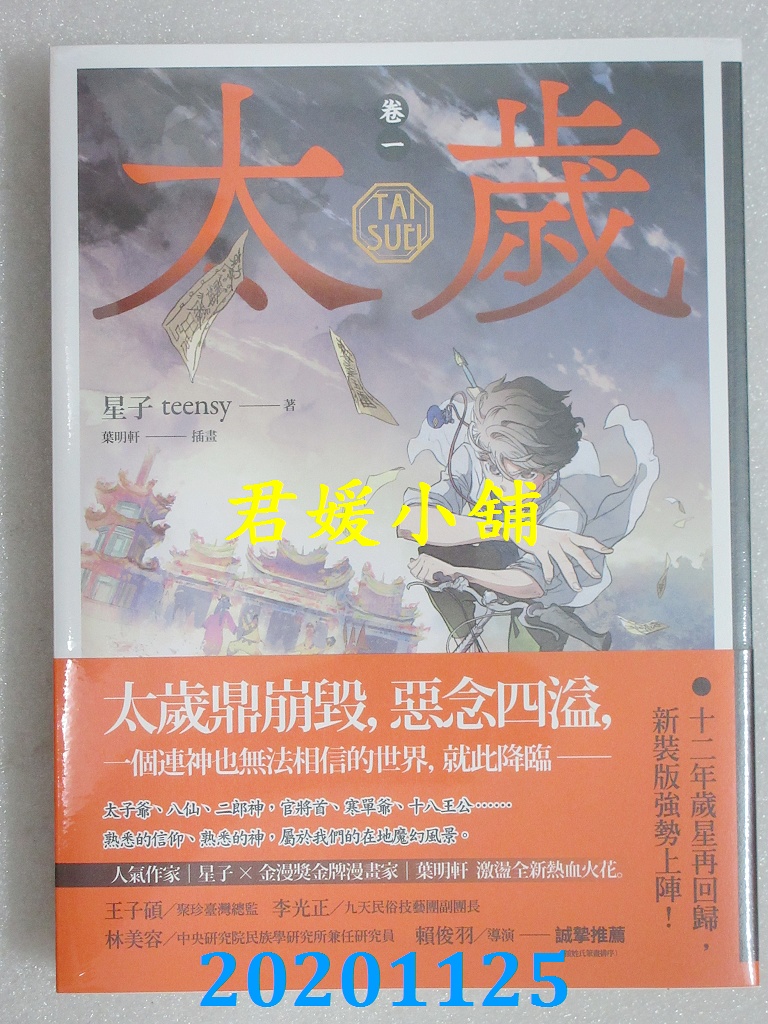 太歲
卷一
TAI
SUEI
星子 teensy——著
葉明軒——插畫
君媛小舖
太歲鼎崩毀，惡念四溢，
一個連神也無法相信的世界，就此降臨——
太子爺、八仙、二郎神，官將首、寒單爺、十八王公……
熟悉的信仰、熟悉的神，屬於我們的在地魔幻風景。
人氣作家｜星子×金漫獎金牌漫畫家｜葉明軒 激盪全新熱血火花。
王子碩／聚珍臺灣總監 李光正／九天民俗技藝團副團長
林美容／中央研究院民族學研究所兼任研究員 賴俊羽／導演——誠摯推薦
十二年歲星再回歸，
新裝版強勢上陣！
20201125